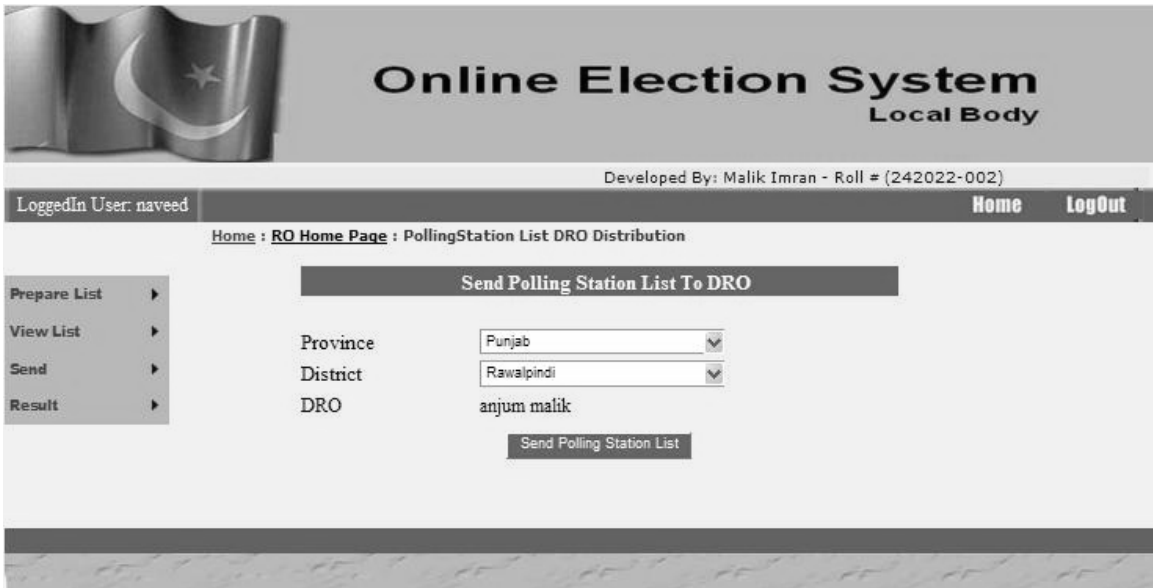 Online Election System
Local Body
Developed By: Malik Imran - Roll # (242022-002)
LoggedIn User: naveed
Home LogOut
Home : RO Home Page : PollingStation List DRO Distribution
Send Polling Station List To DRO
Prepare List
View List
Send
Result
Province Punjab
District Rawalpindi
DRO anjum malik
Send Polling Station List